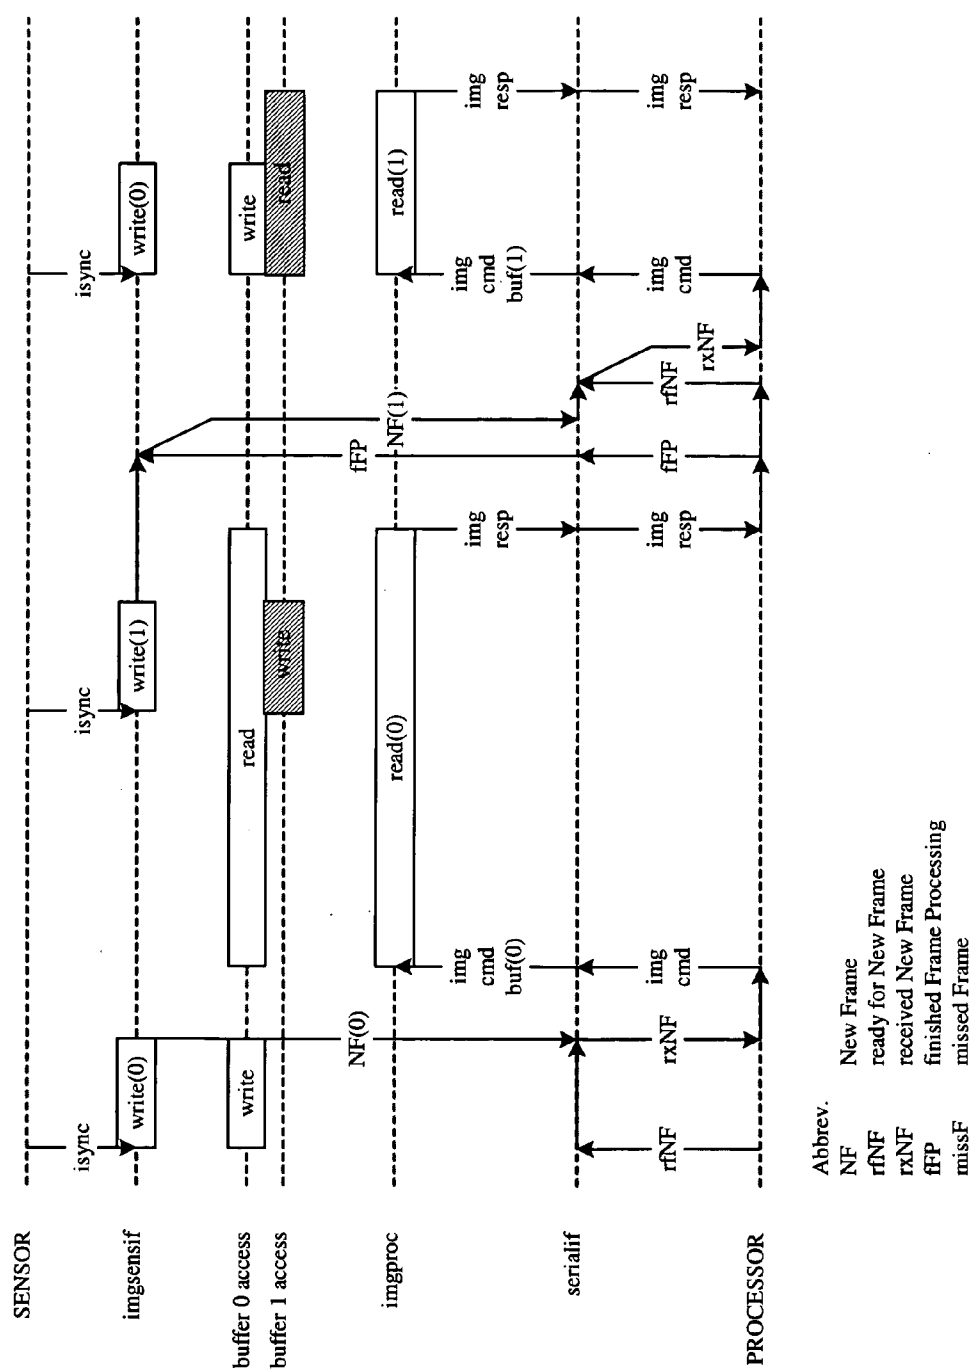 SENSOR
isync
isync
isync
imgsensif
write(0)
write(1)
write(0)
buffer 0 access
write
read
write
buffer 1 access
write
read
NF(0)
fFP
NF(1)
imgproc
read(0)
read(1)
img
cmd
buf(0)
img
resp
img
cmd
buf(1)
img
resp
serialif
rfNF
rxNF
img
cmd
img
resp
fFP
rfNF
rxNF
img
cmd
img
resp
PROCESSOR
Abbrev.
NF New Frame
rfNF ready for New Frame
rxNF received New Frame
fFP finished Frame Processing
missF missed Frame